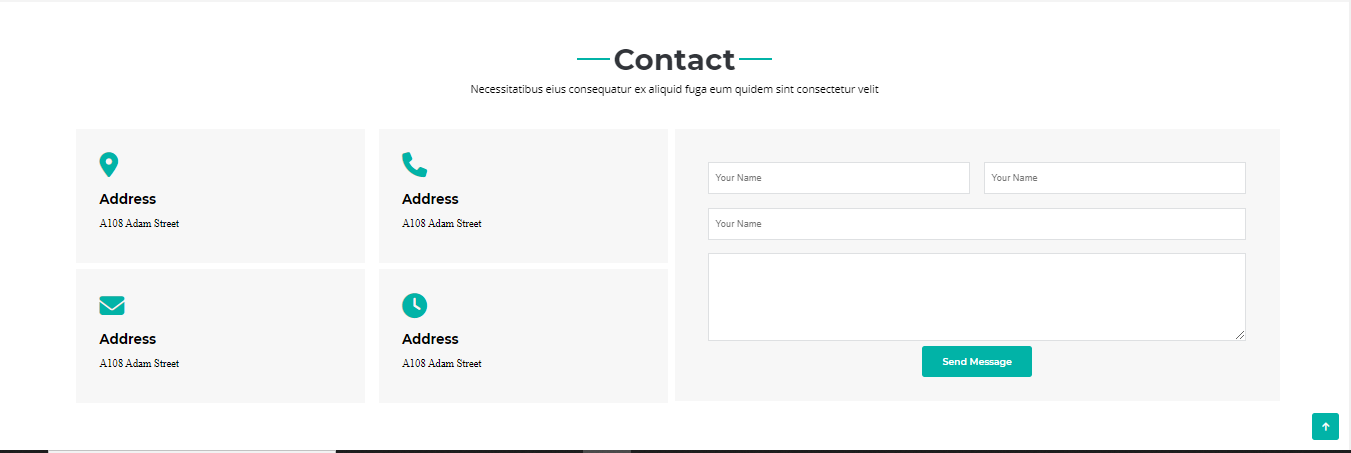 Contact
Necessitatibus eius consequatur ex aliquid fuga eum quidem sint consectetur velit
Address
A108 Adam Street
Address
A108 Adam Street
Address
A108 Adam Street
Address
A108 Adam Street
Your Name
Your Name
Your Name
Send Message